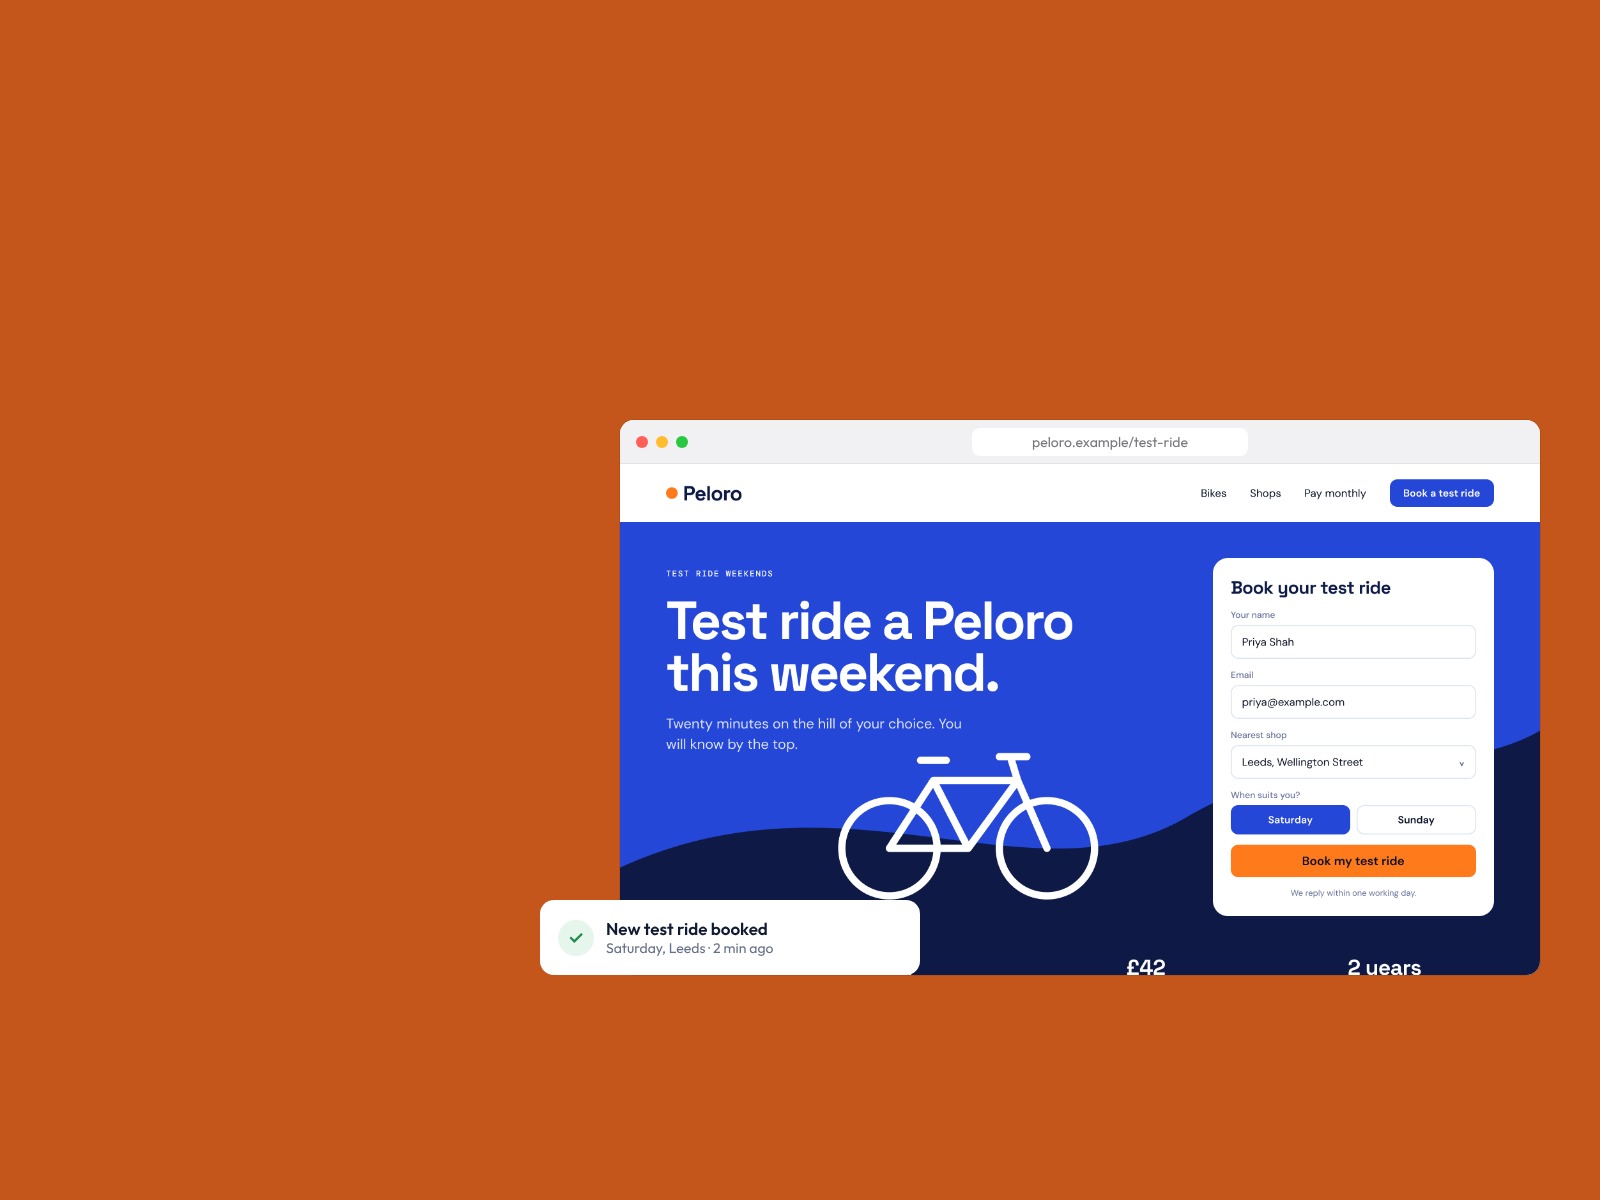 peloro.example/test-ride
Peloro
Bikes
Shops
Pay monthly
Book a test ride
TEST RIDE WEEKENDS
Test ride a Peloro
this weekend.
Twenty minutes on the hill of your choice. You
will know by the top.
Book your test ride
Your name
Priya Shah
Email
priya@example.com
Nearest shop
Leeds, Wellington Street
When suits you?
Saturday
Sunday
Book my test ride
We reply within one working day.
New test ride booked
Saturday, Leeds · 2 min ago
£42
2 years